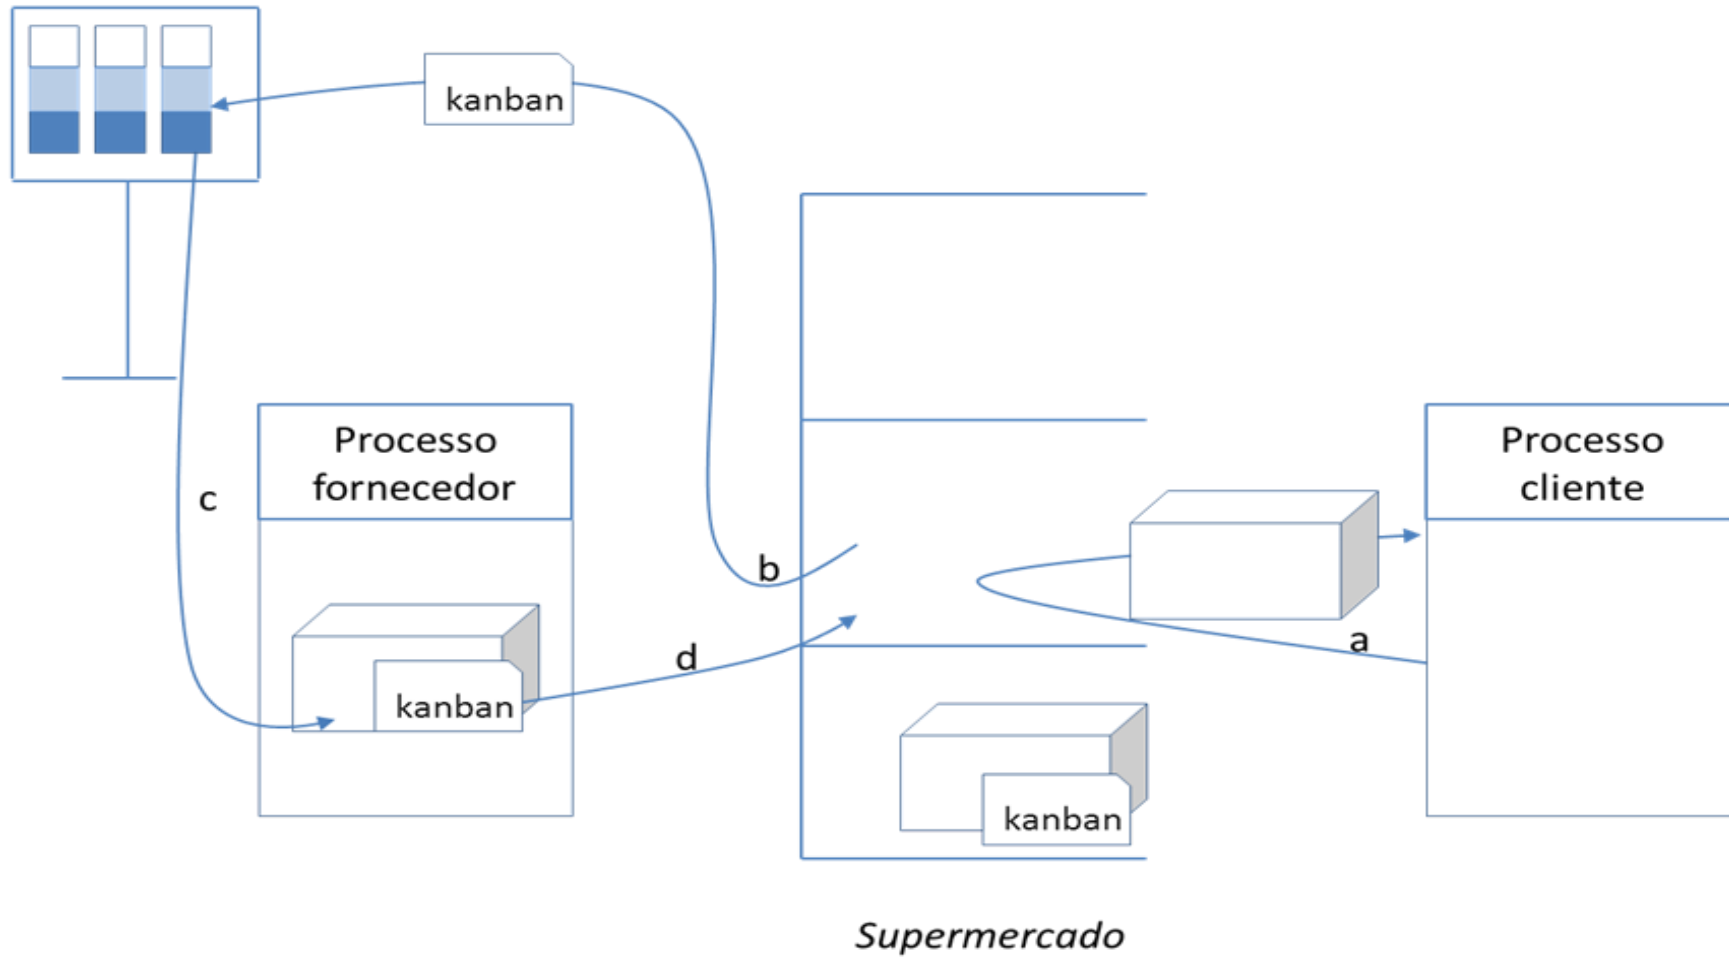 kanban
Processo
fornecedor
Processo
cliente
c
b
a
d
kanban
kanban
Supermercado